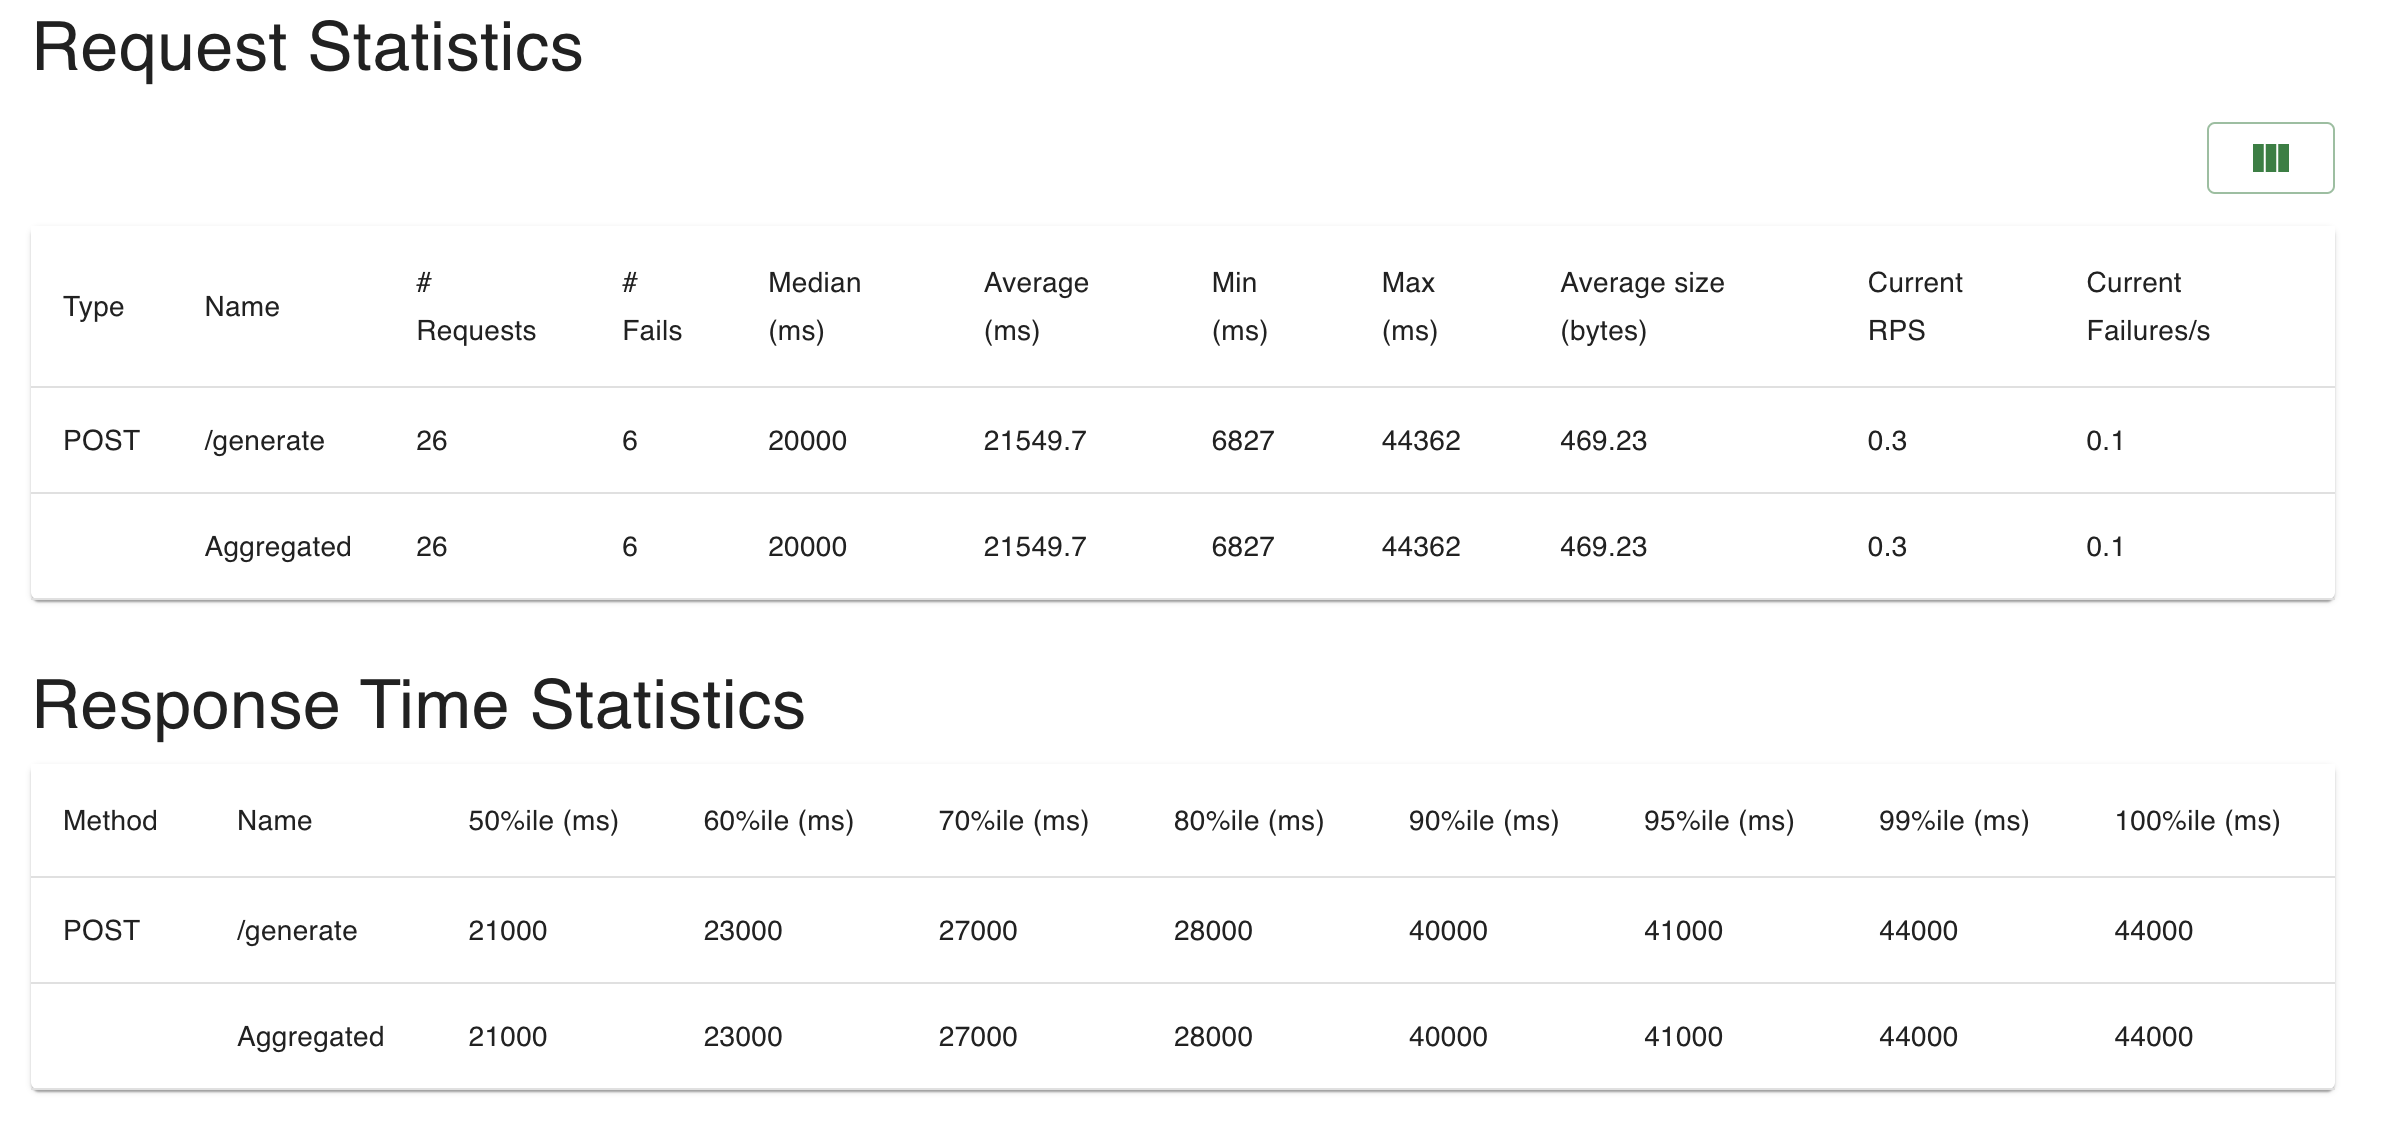 Request Statistics
Type Name # Requests # Fails Median (ms) Average (ms) Min (ms) Max (ms) Average size (bytes) Current RPS Current Failures/s
POST /generate 26 6 20000 21549.7 6827 44362 469.23 0.3 0.1
Aggregated 26 6 20000 21549.7 6827 44362 469.23 0.3 0.1
Response Time Statistics
Method Name 50%ile (ms) 60%ile (ms) 70%ile (ms) 80%ile (ms) 90%ile (ms) 95%ile (ms) 99%ile (ms) 100%ile (ms)
POST /generate 21000 23000 27000 28000 40000 41000 44000 44000
Aggregated 21000 23000 27000 28000 40000 41000 44000 44000